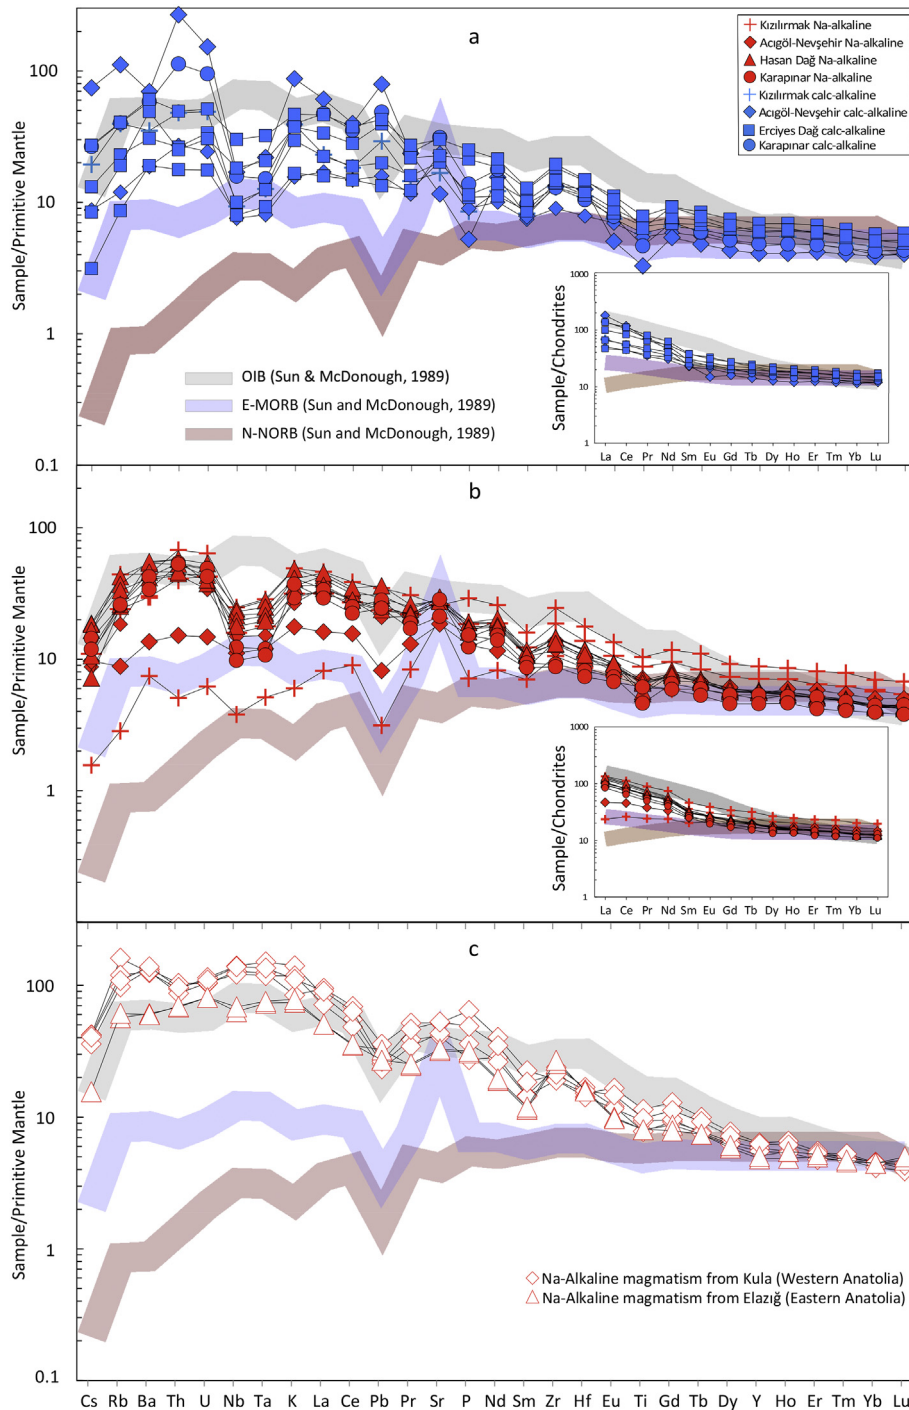 a
100
10
1
0.1
Sample/Primitive Mantle
Kızılırmak Na-alkaline
Acıgöl-Nevşehir Na-alkaline
Hasan Dağ Na-alkaline
Karapınar Na-alkaline
Kızılırmak calc-alkaline
Acıgöl-Nevşehir calc-alkaline
Erciyes Dağ calc-alkaline
Karapınar calc-alkaline
OIB (Sun & McDonough, 1989)
E-MORB (Sun and McDonough, 1989)
N-NORB (Sun and McDonough, 1989)
1000
100
10
1
Sample/Chondrites
La Ce Pr Nd Sm Eu Gd Tb Dy Ho Er Tm Yb Lu
b
100
10
1
Sample/Primitive Mantle
1000
100
10
1
Sample/Chondrites
La Ce Pr Nd Sm Eu Gd Tb Dy Ho Er Tm Yb Lu
c
100
10
1
0.1
Sample/Primitive Mantle
Na-Alkaline magmatism from Kula (Western Anatolia)
Na-Alkaline magmatism from Elazığ (Eastern Anatolia)
Cs Rb Ba Th U Nb Ta K La Ce Pb Pr Sr P Nd Sm Zr Hf Eu Ti Gd Tb Dy Y Ho Er Tm Yb Lu